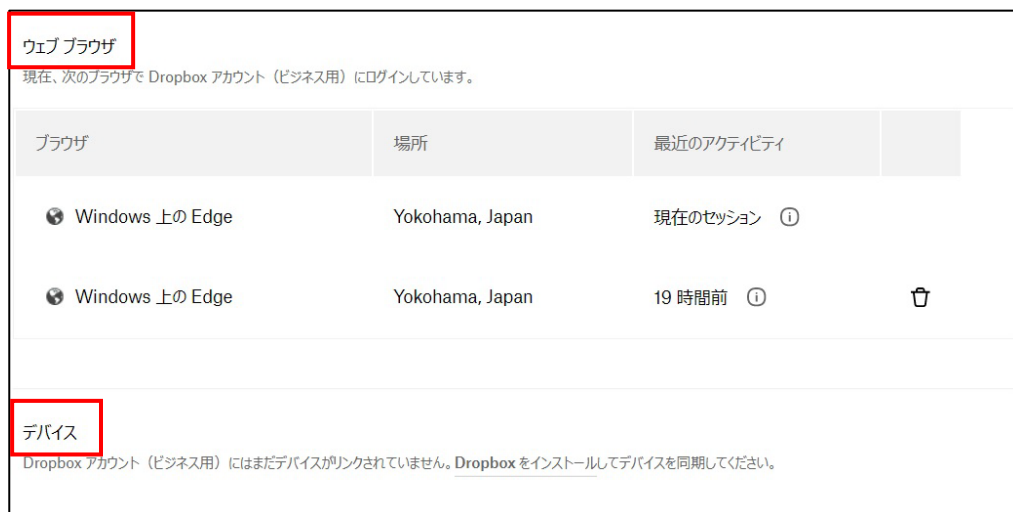 ウェブ ブラウザ
現在、次のブラウザで Dropbox アカウント（ビジネス用）にログインしています。
ブラウザ 場所 最近のアクティビティ
Windows 上の Edge Yokohama, Japan 現在のセッション
Windows 上の Edge Yokohama, Japan 19 時間前
デバイス
Dropbox アカウント（ビジネス用）にはまだデバイスがリンクされていません。Dropbox をインストールしてデバイスを同期してください。